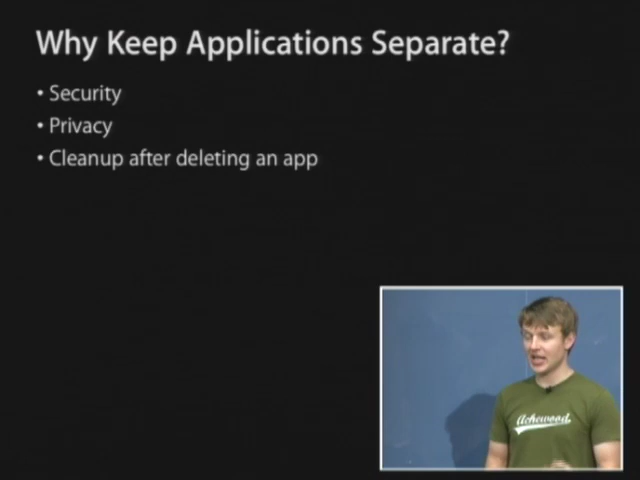 Why Keep Applications Separate?
• Security
• Privacy
• Cleanup after deleting an app
Achewood